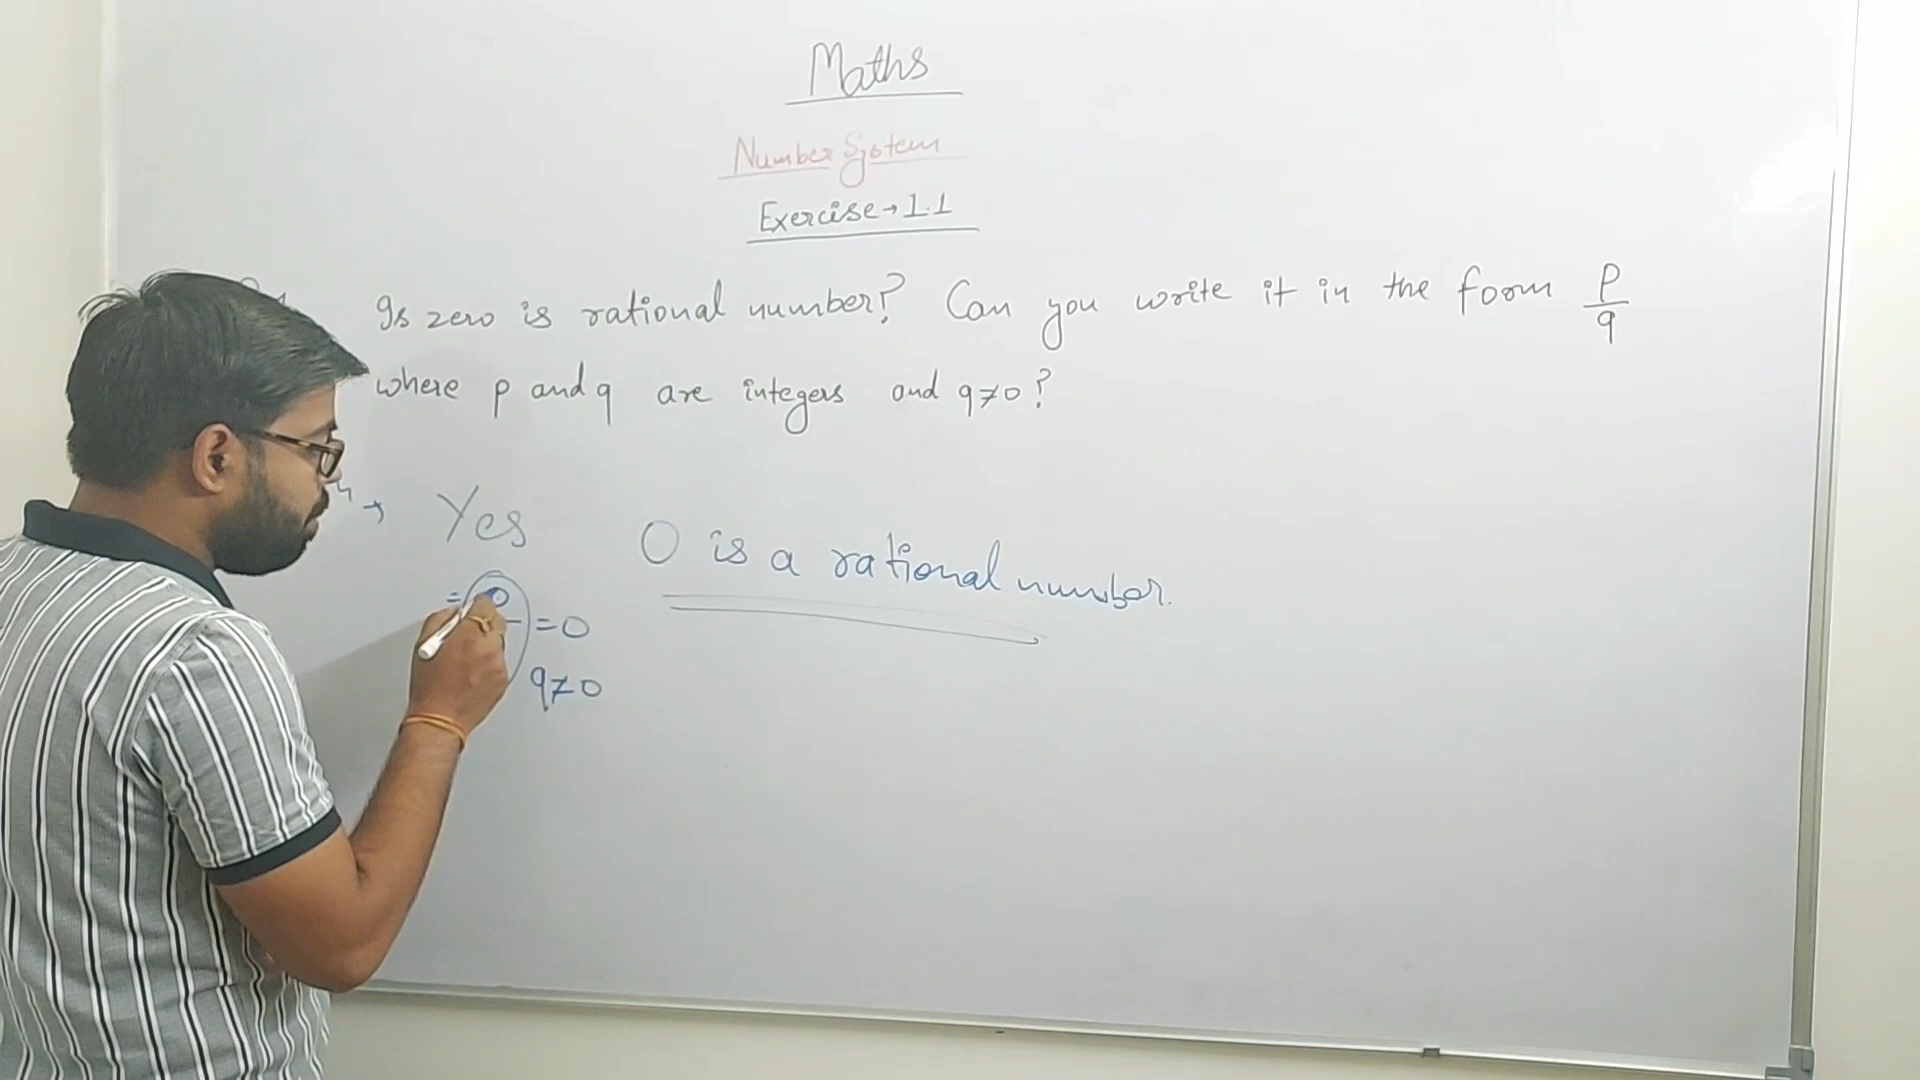 Maths
Number System
Exercise → 1.1
Is zero is rational number? Can you write it in the form p/q
where p and q are integers and q≠0?
→ Yes 0 is a rational number.
= 0 = 0
q≠0